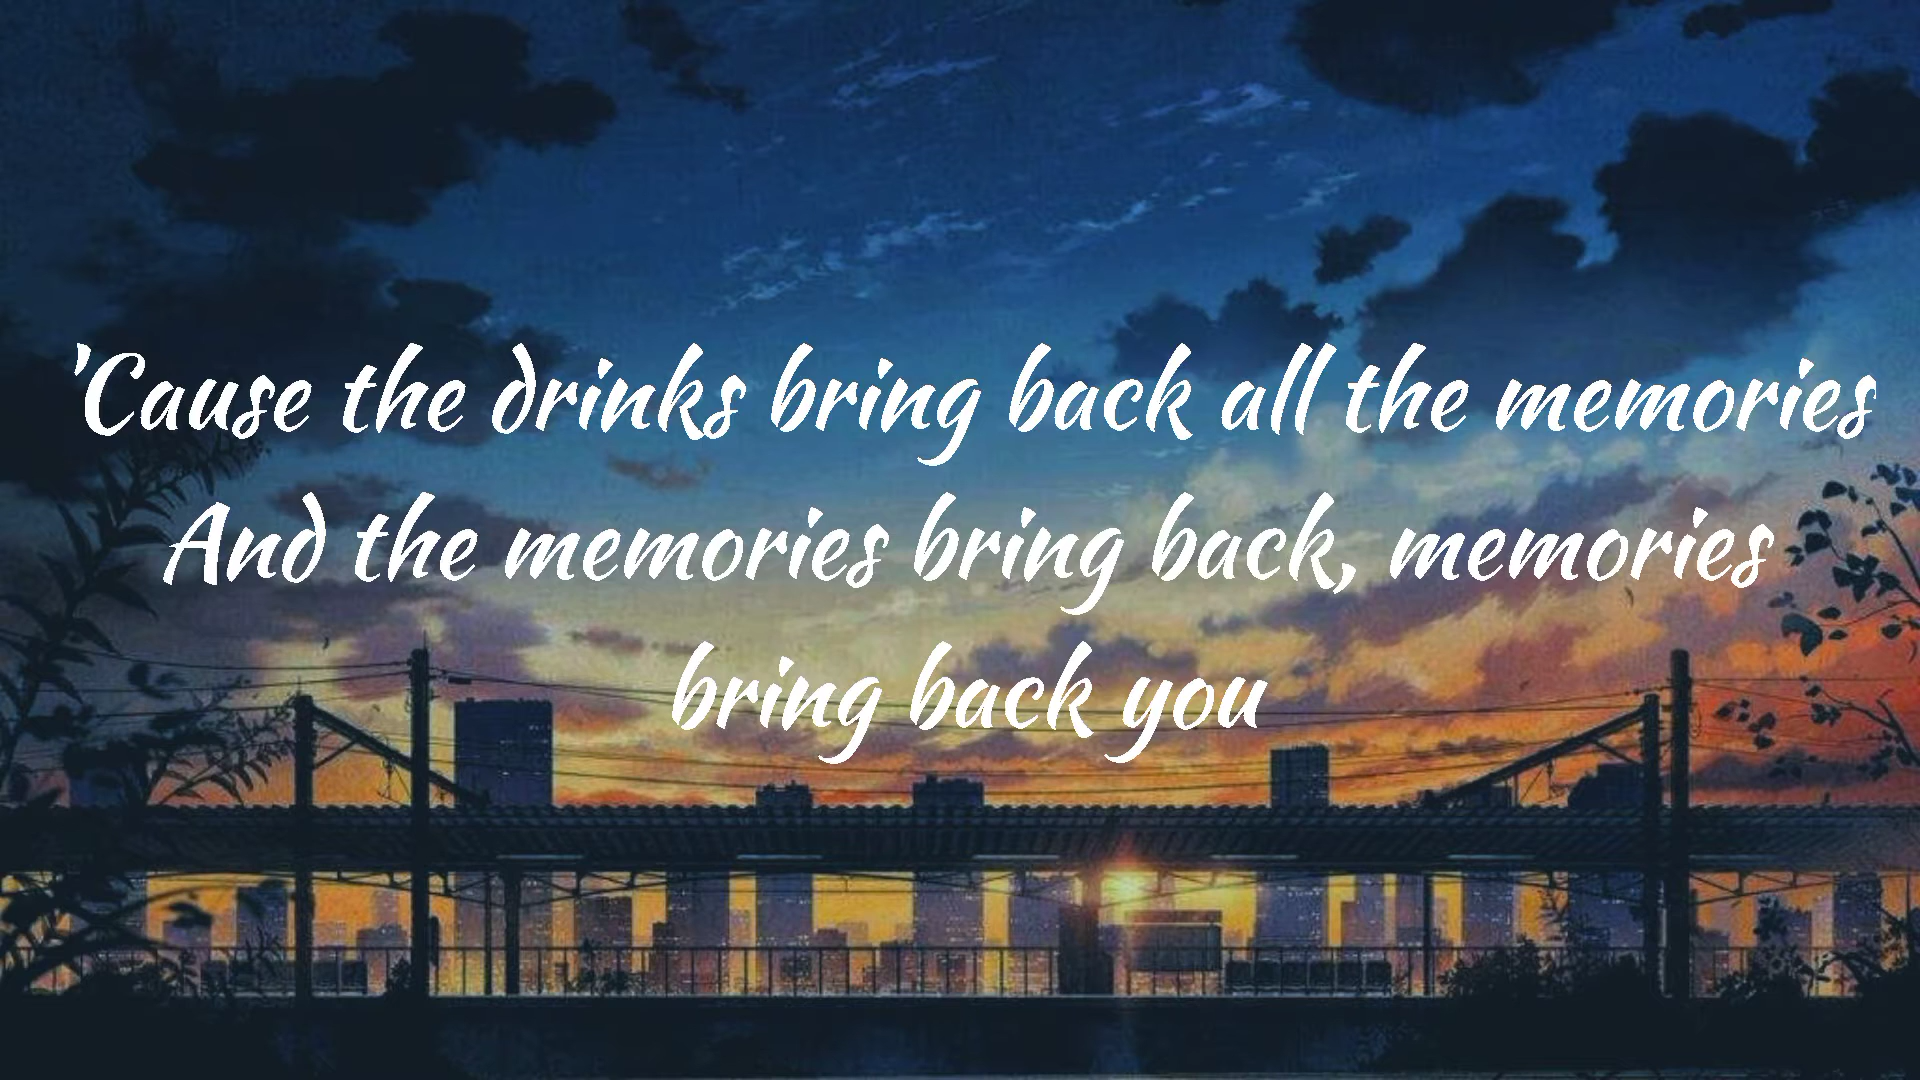 'Cause the drinks bring back all the memories
And the memories bring back, memories
bring back you